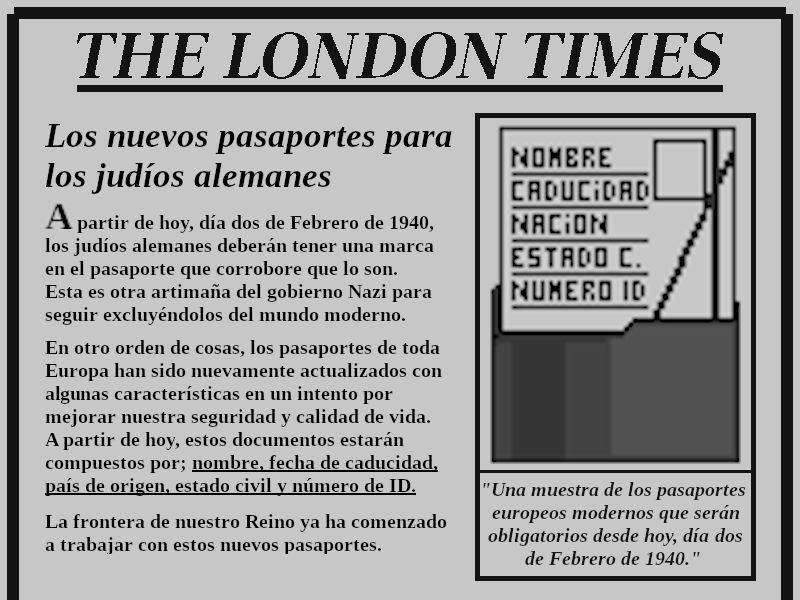 THE LONDON TIMES
Los nuevos pasaportes para
los judíos alemanes
A partir de hoy, día dos de Febrero de 1940,
los judíos alemanes deberán tener una marca
en el pasaporte que corrobore que lo son.
Esta es otra artimaña del gobierno Nazi para
seguir excluyéndolos del mundo moderno.
En otro orden de cosas, los pasaportes de toda
Europa han sido nuevamente actualizados con
algunas características en un intento por
mejorar nuestra seguridad y calidad de vida.
A partir de hoy, estos documentos estarán
compuestos por; nombre, fecha de caducidad,
país de origen, estado civil y número de ID.
La frontera de nuestro Reino ya ha comenzado
a trabajar con estos nuevos pasaportes.
NOMBRE
CADUCiDAD
NACiON
ESTADO C.
NUMERO ID
"Una muestra de los pasaportes
europeos modernos que serán
obligatorios desde hoy, día dos
de Febrero de 1940."